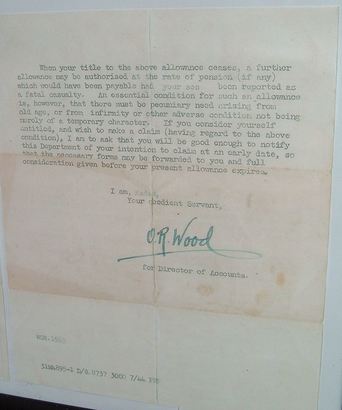 When your title to the above allowance ceases, a further
allowance may be authorised at the rate of pension (if any)
which would have been payable had your son been reported as
a fatal casualty. An essential condition for such an allowance
is, however, that there must be pecuniary need arising from
old age, or from infirmity or other adverse condition not being
merely of a temporary character. If you consider yourself
entitled, and wish to make a claim (having regard to the above
condition), I am to ask that you will be good enough to notify
this Department of your intention to claim at an early date, so
that the necessary forms may be forwarded to you and full
consideration given before your present allowance expires.
I am, Madam,
Your obedient Servant,
O.R. Wood
for Director of Accounts.